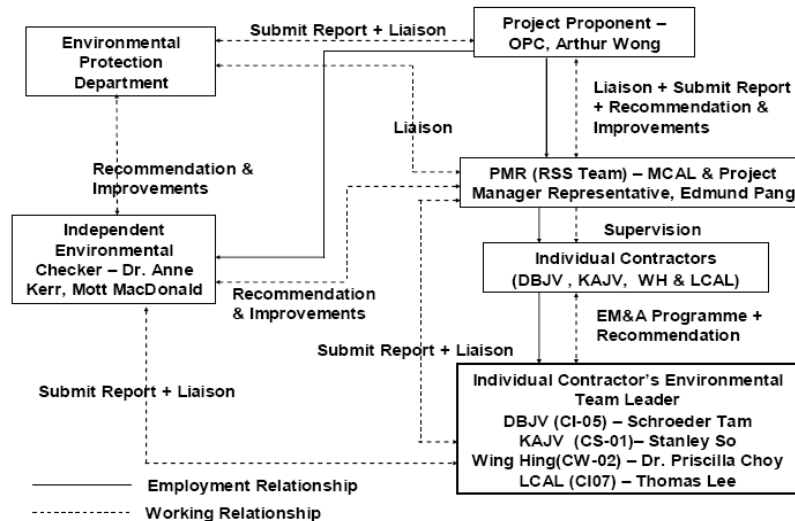 Submit Report + Liaison
Project Proponent –
OPC, Arthur Wong
Environmental
Protection
Department
Liaison + Submit Report
+ Recommendation &
Improvements
Liaison
Recommendation &
Improvements
PMR (RSS Team) – MCAL & Project
Manager Representative, Edmund Pang
Supervision
Independent
Environmental
Checker – Dr. Anne
Kerr, Mott MacDonald
Individual Contractors
(DBJV , KAJV, WH & LCAL)
Recommendation
& Improvements
EM&A Programme +
Recommendation
Submit Report + Liaison
Submit Report + Liaison
Individual Contractor's Environmental
Team Leader
DBJV (CI-05) – Schroeder Tam
KAJV (CS-01)– Stanley So
Wing Hing(CW-02) – Dr. Priscilla Choy
LCAL (CI07) – Thomas Lee
Employment Relationship
Working Relationship